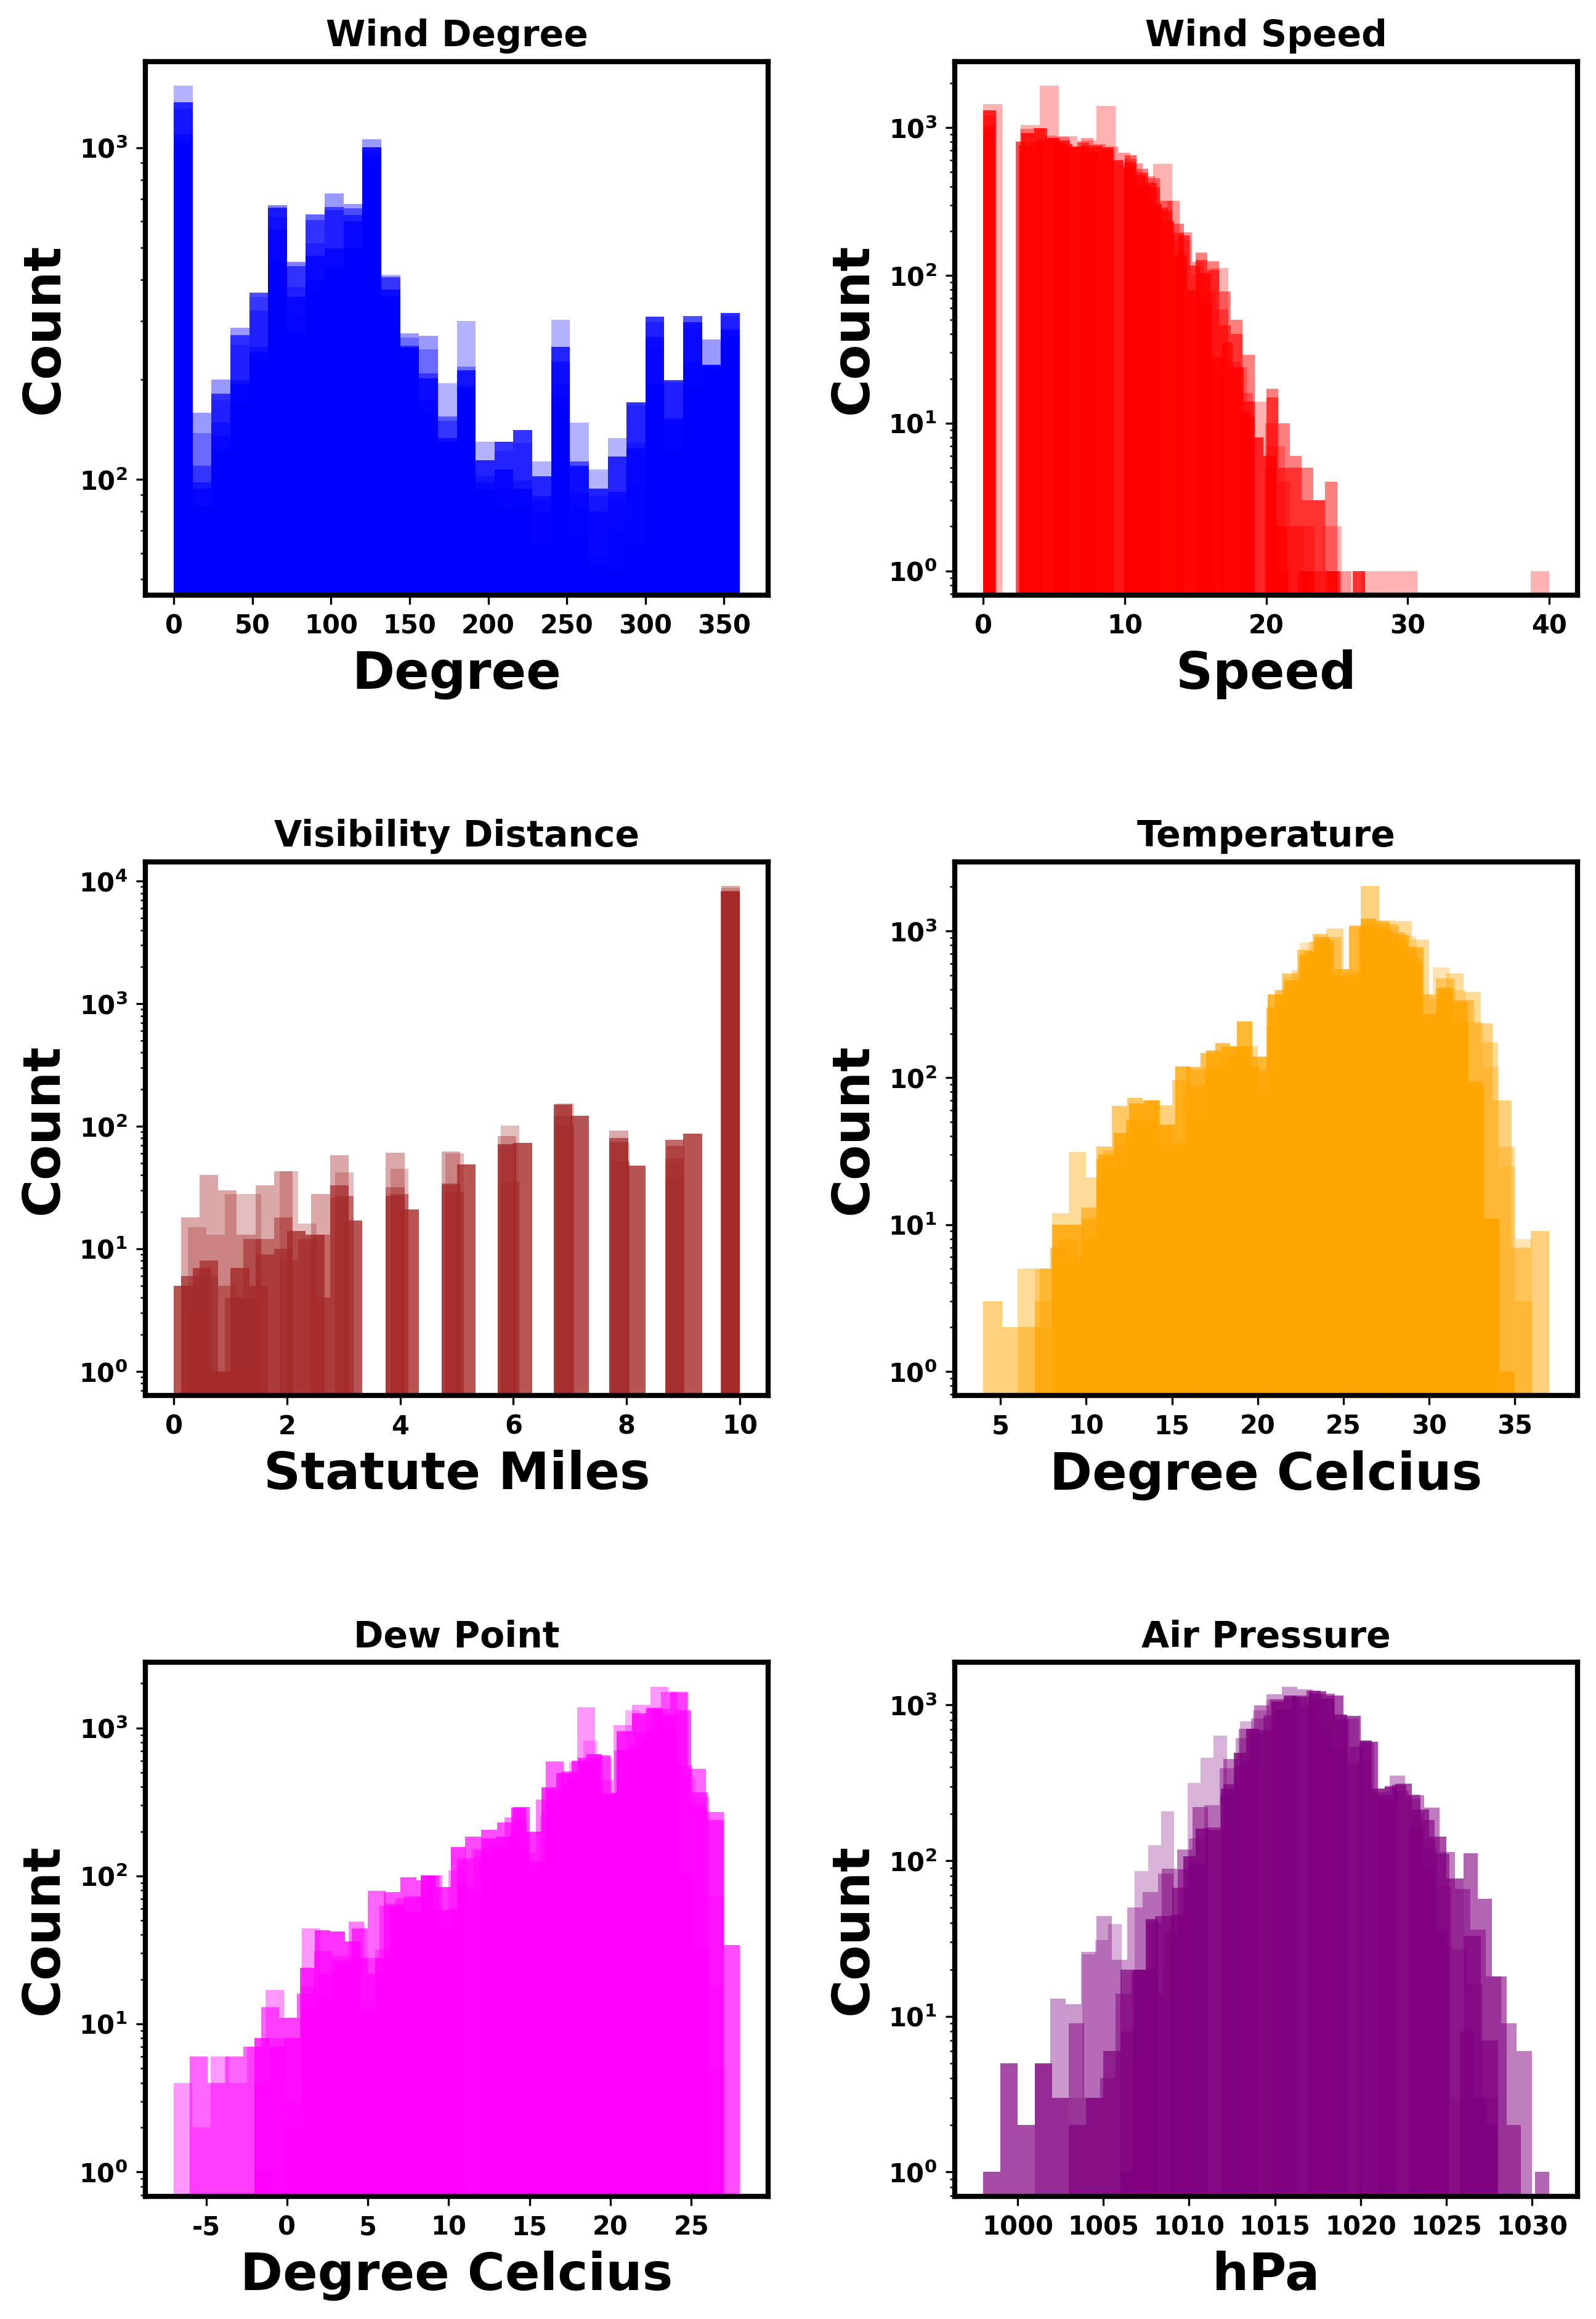 Wind Degree
Count
10³
10²
0 50 100 150 200 250 300 350
Degree
Wind Speed
Count
10³
10²
10¹
10⁰
0 10 20 30 40
Speed
Visibility Distance
Count
10⁴
10³
10²
10¹
10⁰
0 2 4 6 8 10
Statute Miles
Temperature
Count
10³
10²
10¹
10⁰
5 10 15 20 25 30 35
Degree Celcius
Dew Point
Count
10³
10²
10¹
10⁰
-5 0 5 10 15 20 25
Degree Celcius
Air Pressure
Count
10³
10²
10¹
10⁰
1000 1005 1010 1015 1020 1025 1030
hPa